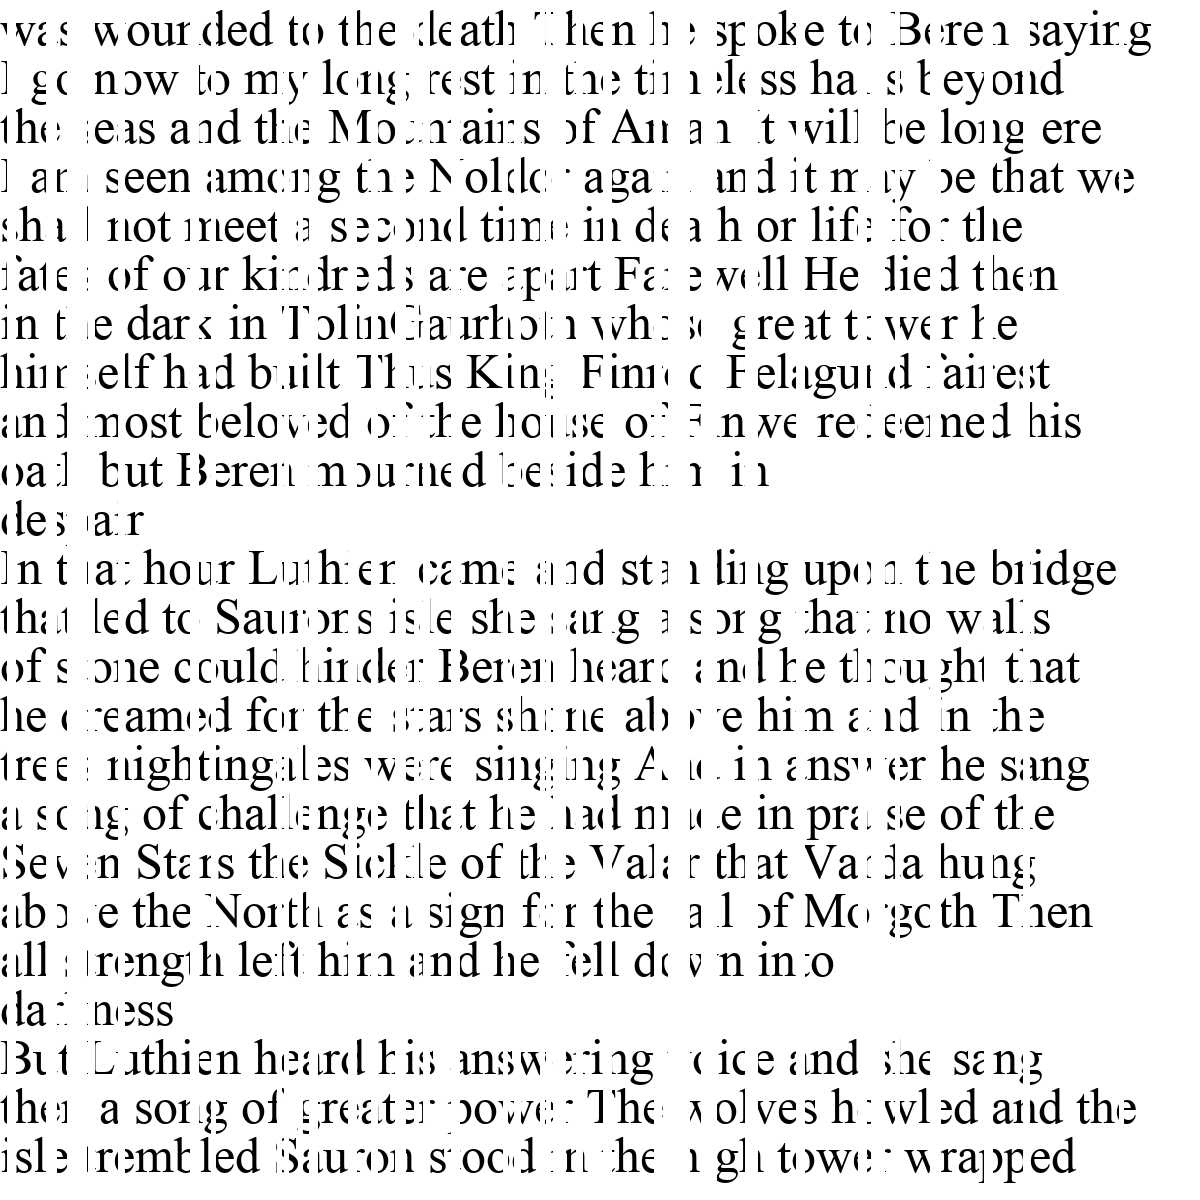 was wounded to the death Then he spoke to Beren saying
I go now to my long rest in the timeless halls beyond
the seas and the Mountains of Aman It will be long ere
I am seen among the Noldor again and it may be that we
shall not meet a second time in death or life for the
fates of our kindreds are apart Farewell He died then
in the dark in TolinGaurhoth whose great tower he
himself had built Thus King Finrod Felagund fairest
and most beloved of the house of Finwe redeemed his
oath but Beren mourned beside him in
despair
In that hour Luthien came and standing upon the bridge
that led to Saurons isle she sang a song that no walls
of stone could hinder Beren heard and he thought that
he dreamed for the stars shone above him and in the
trees nightingales were singing And in answer he sang
a song of challenge that he had made in praise of the
Seven Stars the Sickle of the Valar that Varda hung
above the North as a sign for the fall of Morgoth Then
all strength left him and he fell down into
darkness
But Luthien heard his answering voice and she sang
then a song of greater power The wolves howled and the
isle trembled Sauron stood in the high tower wrapped